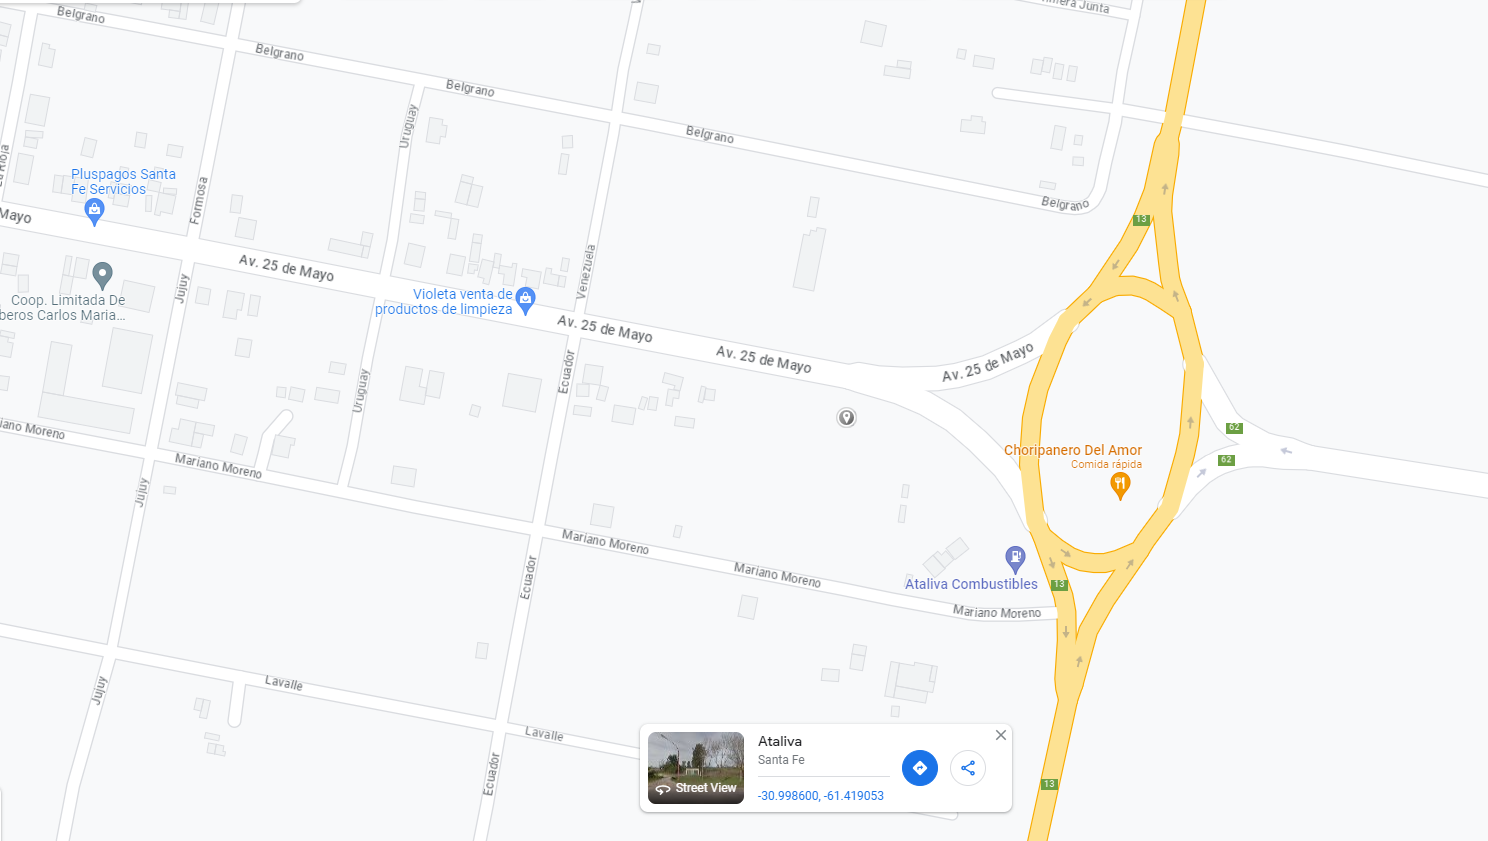 Belgrano
Belgrano
Belgrano
Belgrano
Belgrano
mera Junta
Uruguay
La Rioja
Formosa
Pluspagos Santa
Fe Servicios
Mayo
Av. 25 de Mayo
Jujuy
Venezuela
13
Coop. Limitada De
beros Carlos Maria...
Violeta venta de
productos de limpieza
Av. 25 de Mayo
Av. 25 de Mayo
Av. 25 de Mayo
Ecuador
Uruguay
iano Moreno
Mariano Moreno
Jujuy
62
62
Choripanero Del Amor
Comida rápida
Mariano Moreno
Mariano Moreno
Ecuador
Ataliva Combustibles
13
Mariano Moreno
Jujuy
Lavalle
Lavalle
Ecuador
Ataliva
Santa Fe
Street View
-30.998600, -61.419053
13